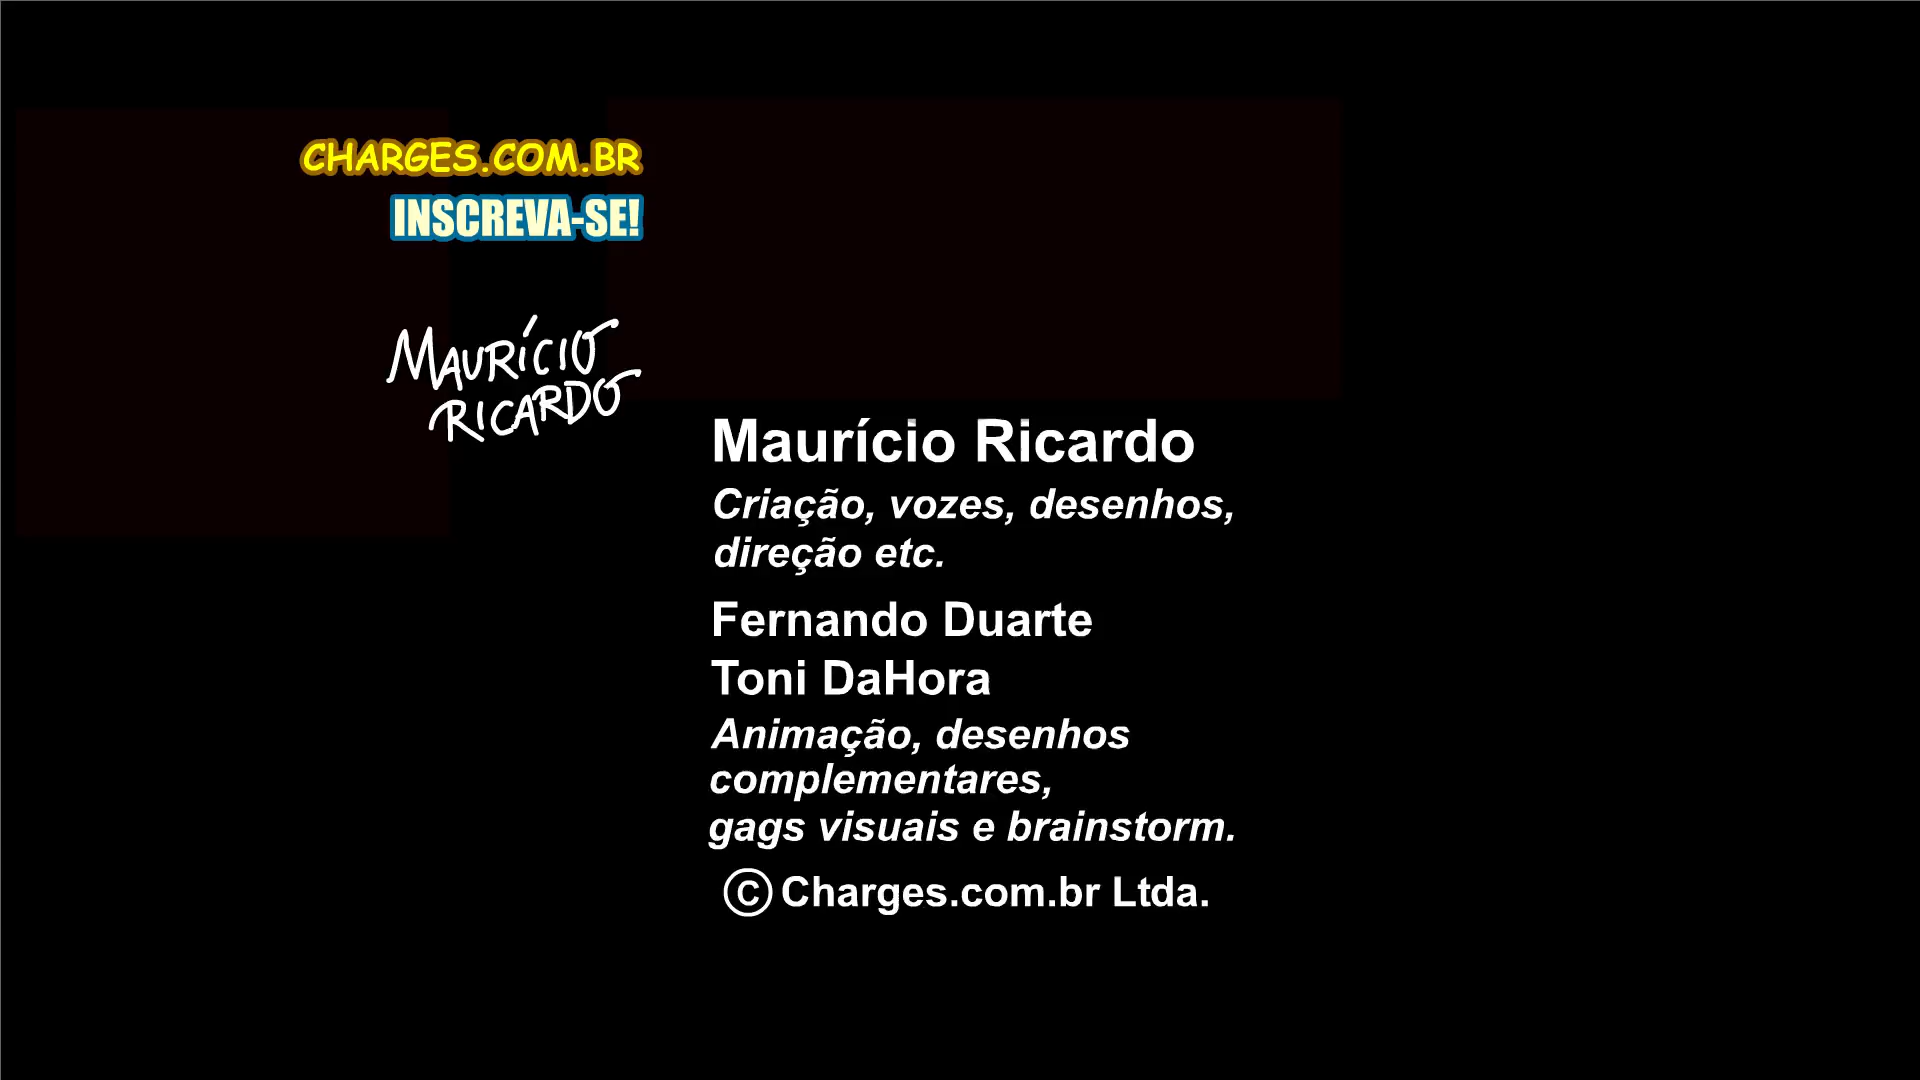 CHARGES.COM.BR
INSCREVA-SE!
MAURÍCIO
RICARDO
Maurício Ricardo
Criação, vozes, desenhos,
direção etc.
Fernando Duarte
Toni DaHora
Animação, desenhos
complementares,
gags visuais e brainstorm.
© Charges.com.br Ltda.